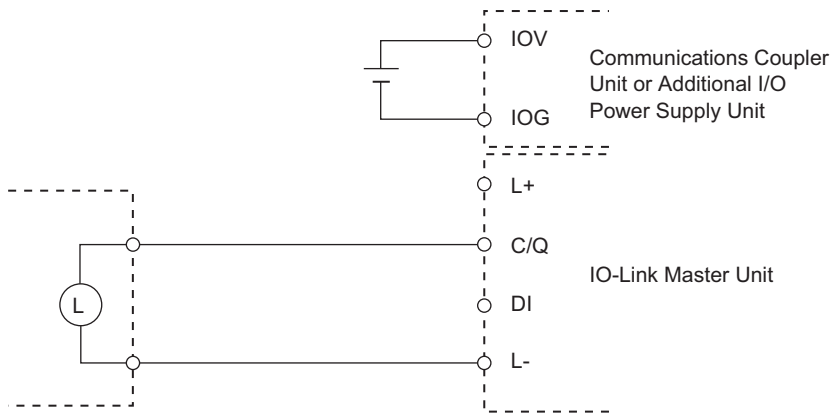 IOV
Communications Coupler
Unit or Additional I/O
Power Supply Unit
IOG
L+
C/Q
IO-Link Master Unit
L
DI
L-